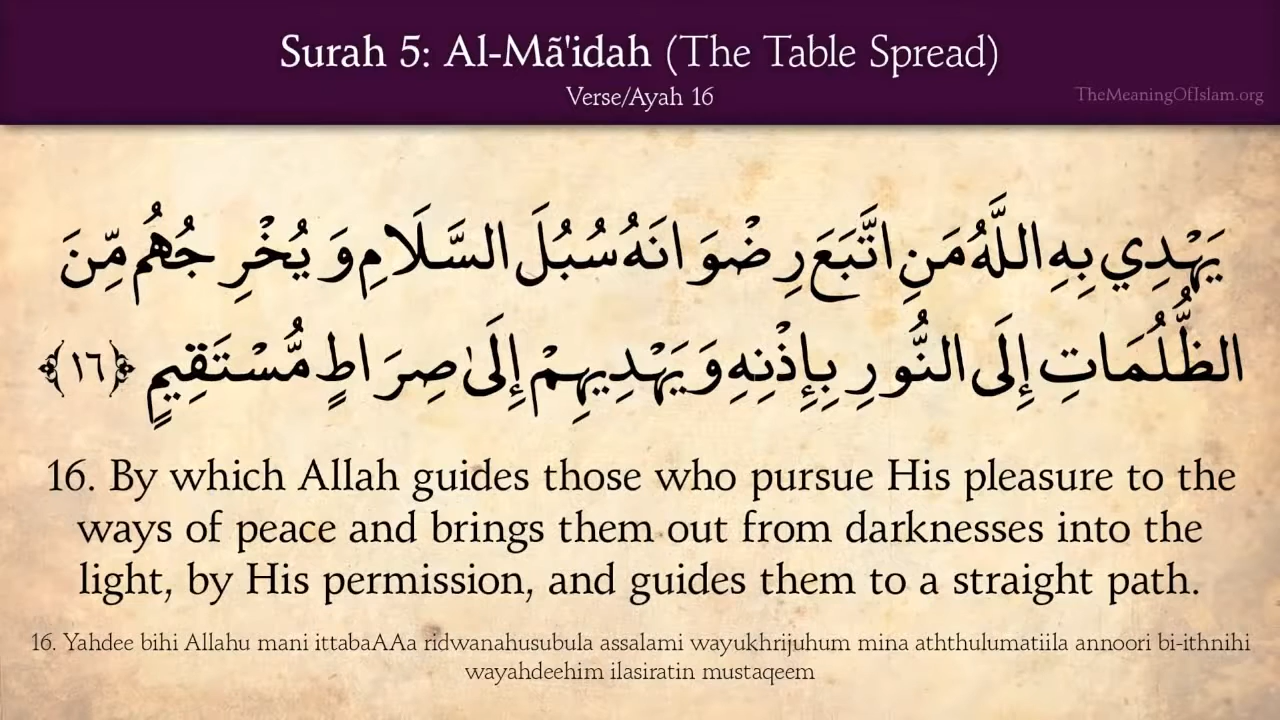 Surah 5: Al-Mã'idah (The Table Spread)
Verse/Ayah 16
TheMeaningOfIslam.org
يَهْدِي بِهِ اللَّهُ مَنِ اتَّبَعَ رِضْوَانَهُ سُبُلَ السَّلَامِ وَيُخْرِجُهُم مِّنَ
الظُّلُمَاتِ إِلَى النُّورِ بِإِذْنِهِ وَيَهْدِيهِمْ إِلَىٰ صِرَاطٍ مُّسْتَقِيمٍ ﴿١٦﴾
16. By which Allah guides those who pursue His pleasure to the
ways of peace and brings them out from darknesses into the
light, by His permission, and guides them to a straight path.
16. Yahdee bihi Allahu mani ittabaAAa ridwanahusubula assalami wayukhrijuhum mina aththulumatiila annoori bi-ithnihi
wayahdeehim ilasiratin mustaqeem